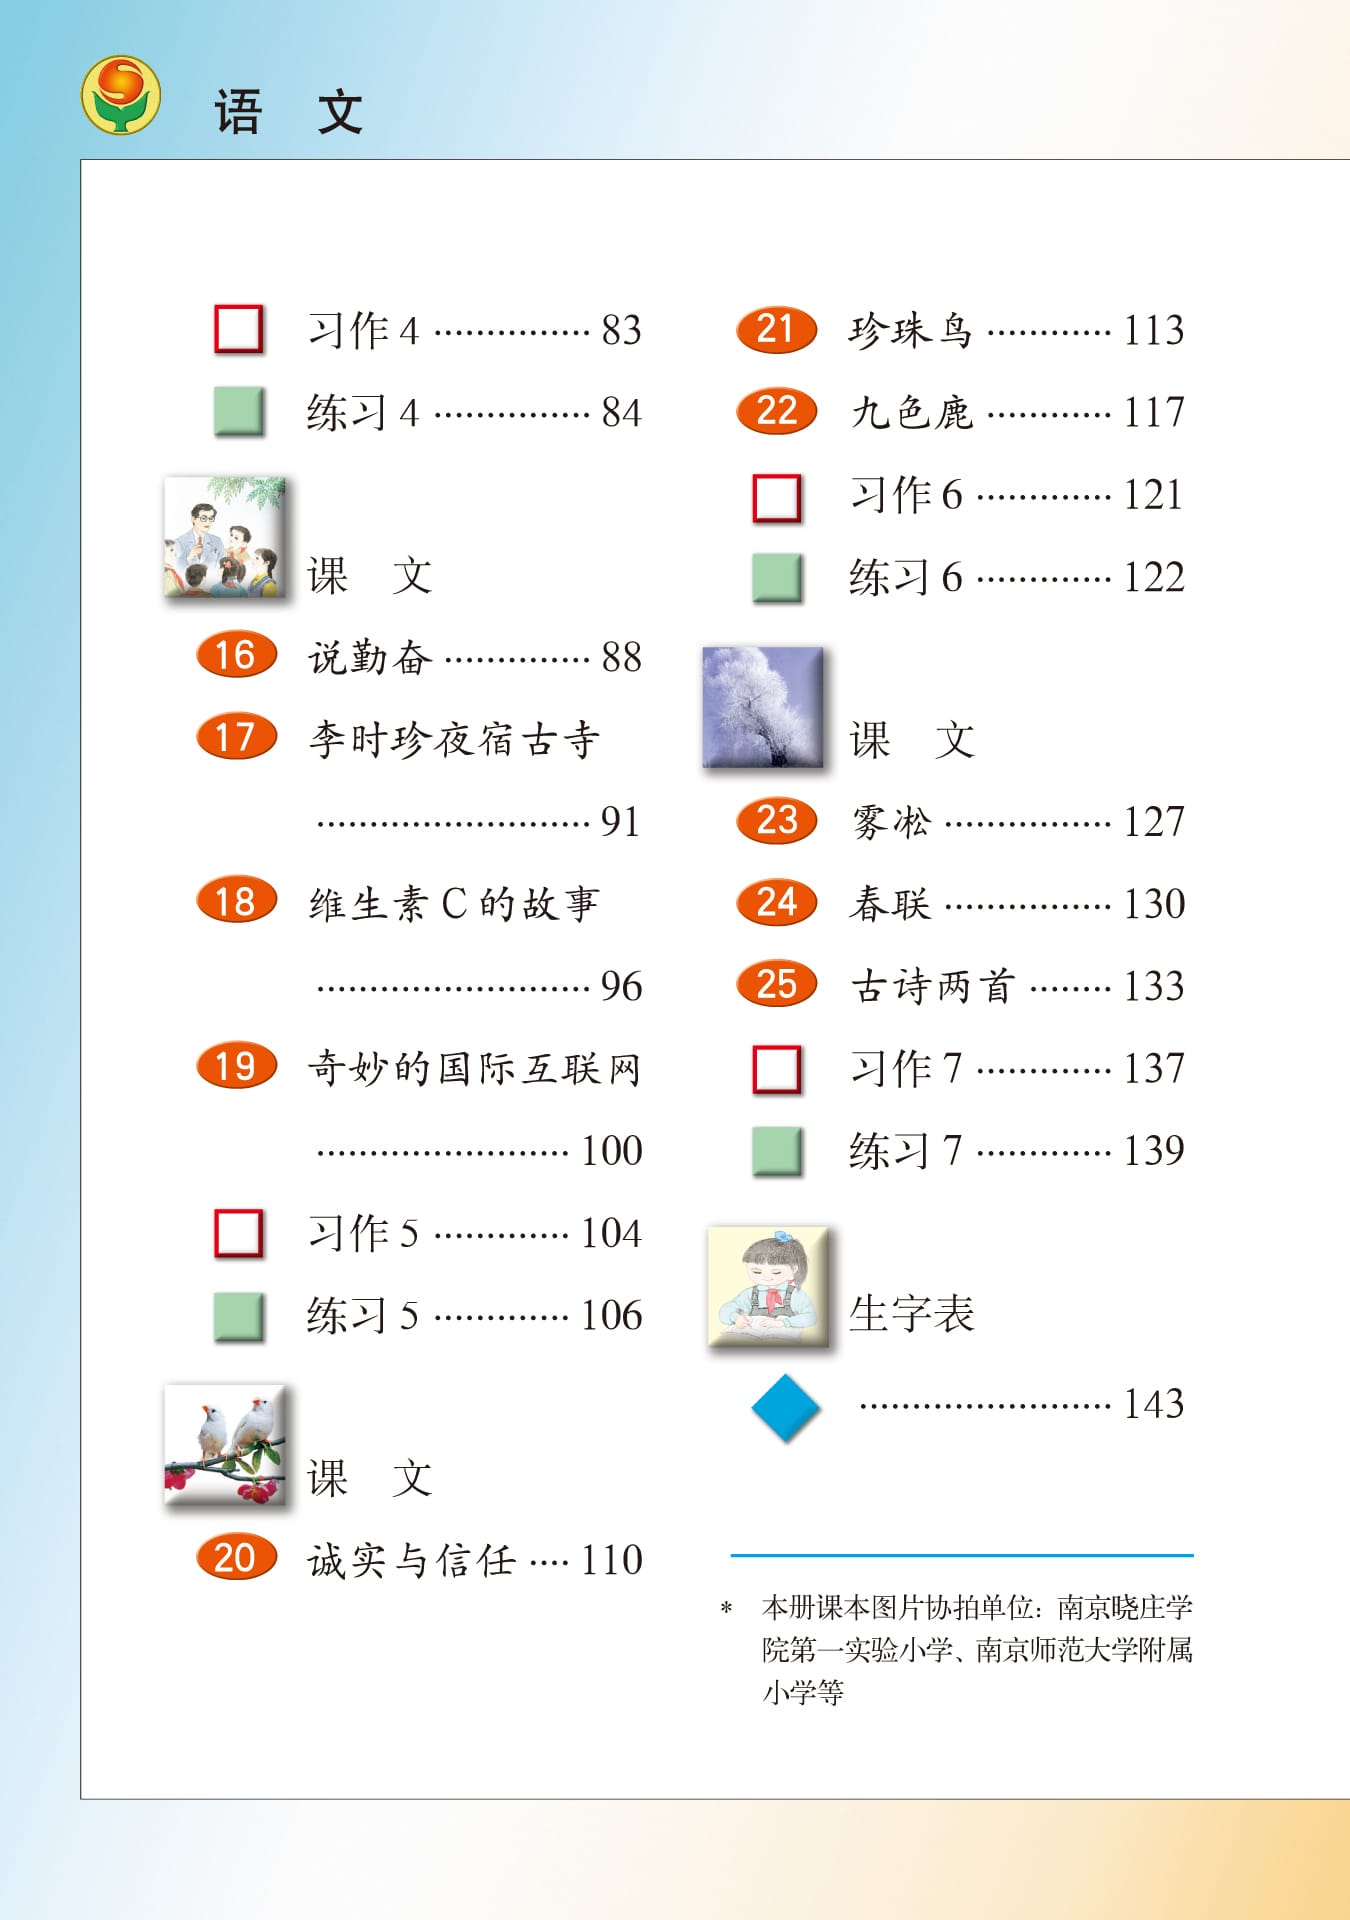 语 文
习作 4 ··············· 83
练习 4 ··············· 84
课 文
16 说勤奋 ·············· 88
17 李时珍夜宿古寺
·························· 91
18 维生素 C 的故事
·························· 96
19 奇妙的国际互联网
························ 100
习作 5 ············· 104
练习 5 ············· 106
课 文
20 诚实与信任 ···· 110
21 珍珠鸟 ············ 113
22 九色鹿 ············ 117
习作 6 ············· 121
练习 6 ············· 122
课 文
23 雾凇 ················ 127
24 春联 ················ 130
25 古诗两首 ········ 133
习作 7 ············· 137
练习 7 ············· 139
生字表
························ 143
* 本册课本图片协拍单位：南京晓庄学
院第一实验小学、南京师范大学附属
小学等